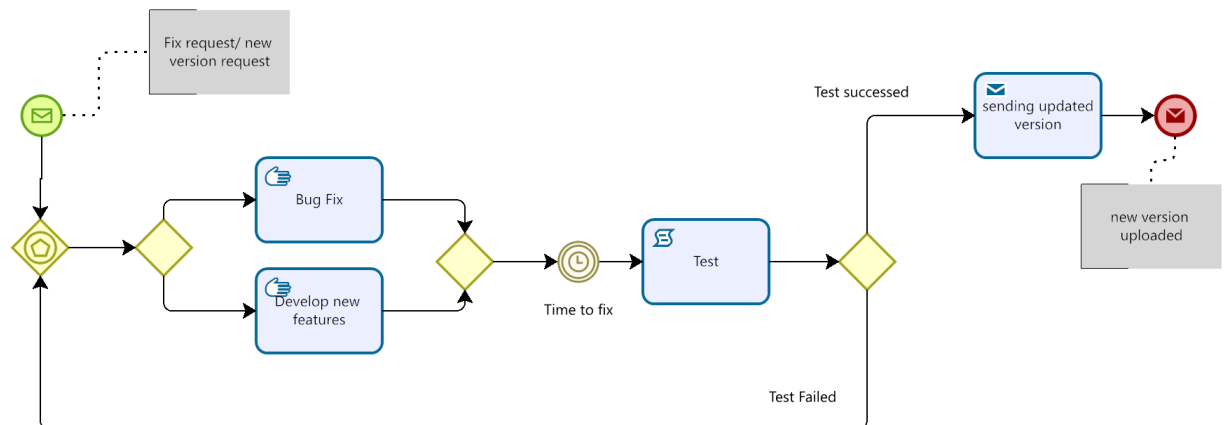 Fix request/ new
version request
Test successed
sending updated
version
Bug Fix
new version
uploaded
Test
Develop new
features
Time to fix
Test Failed